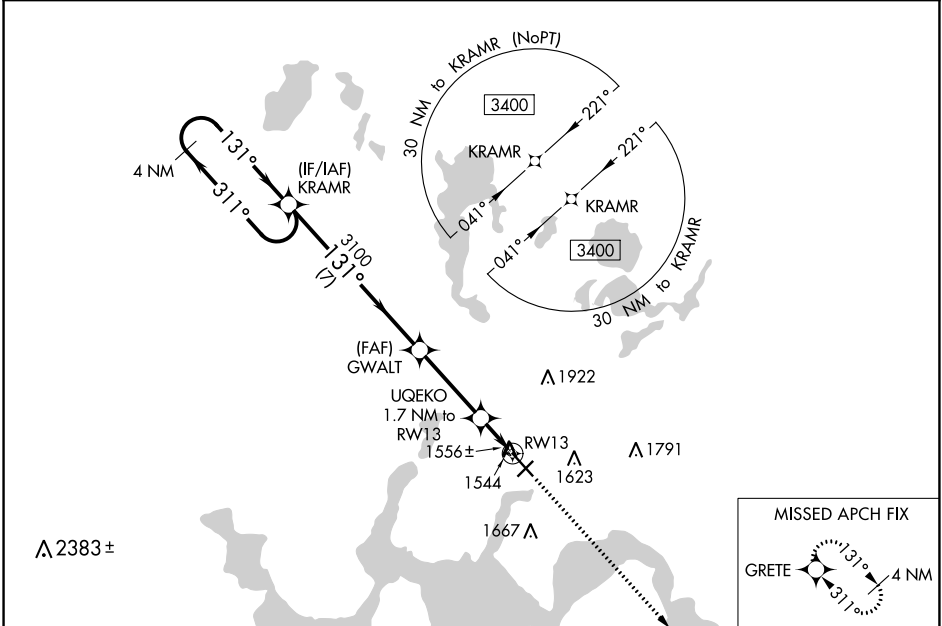 30 NM to KRAMR (NoPT)
3400
221°
KRAMR
041°
221°
KRAMR
041°
3400
30 NM to KRAMR
131°
4 NM
311°
(IF/IAF)
KRAMR
3100
131°
(7)
(FAF)
GWALT
UQEKO
1.7 NM to
RW13
1556±
RW13
1544
1922
1791
1623
1667
2383±
MISSED APCH FIX
GRETE
131°
4 NM
311°